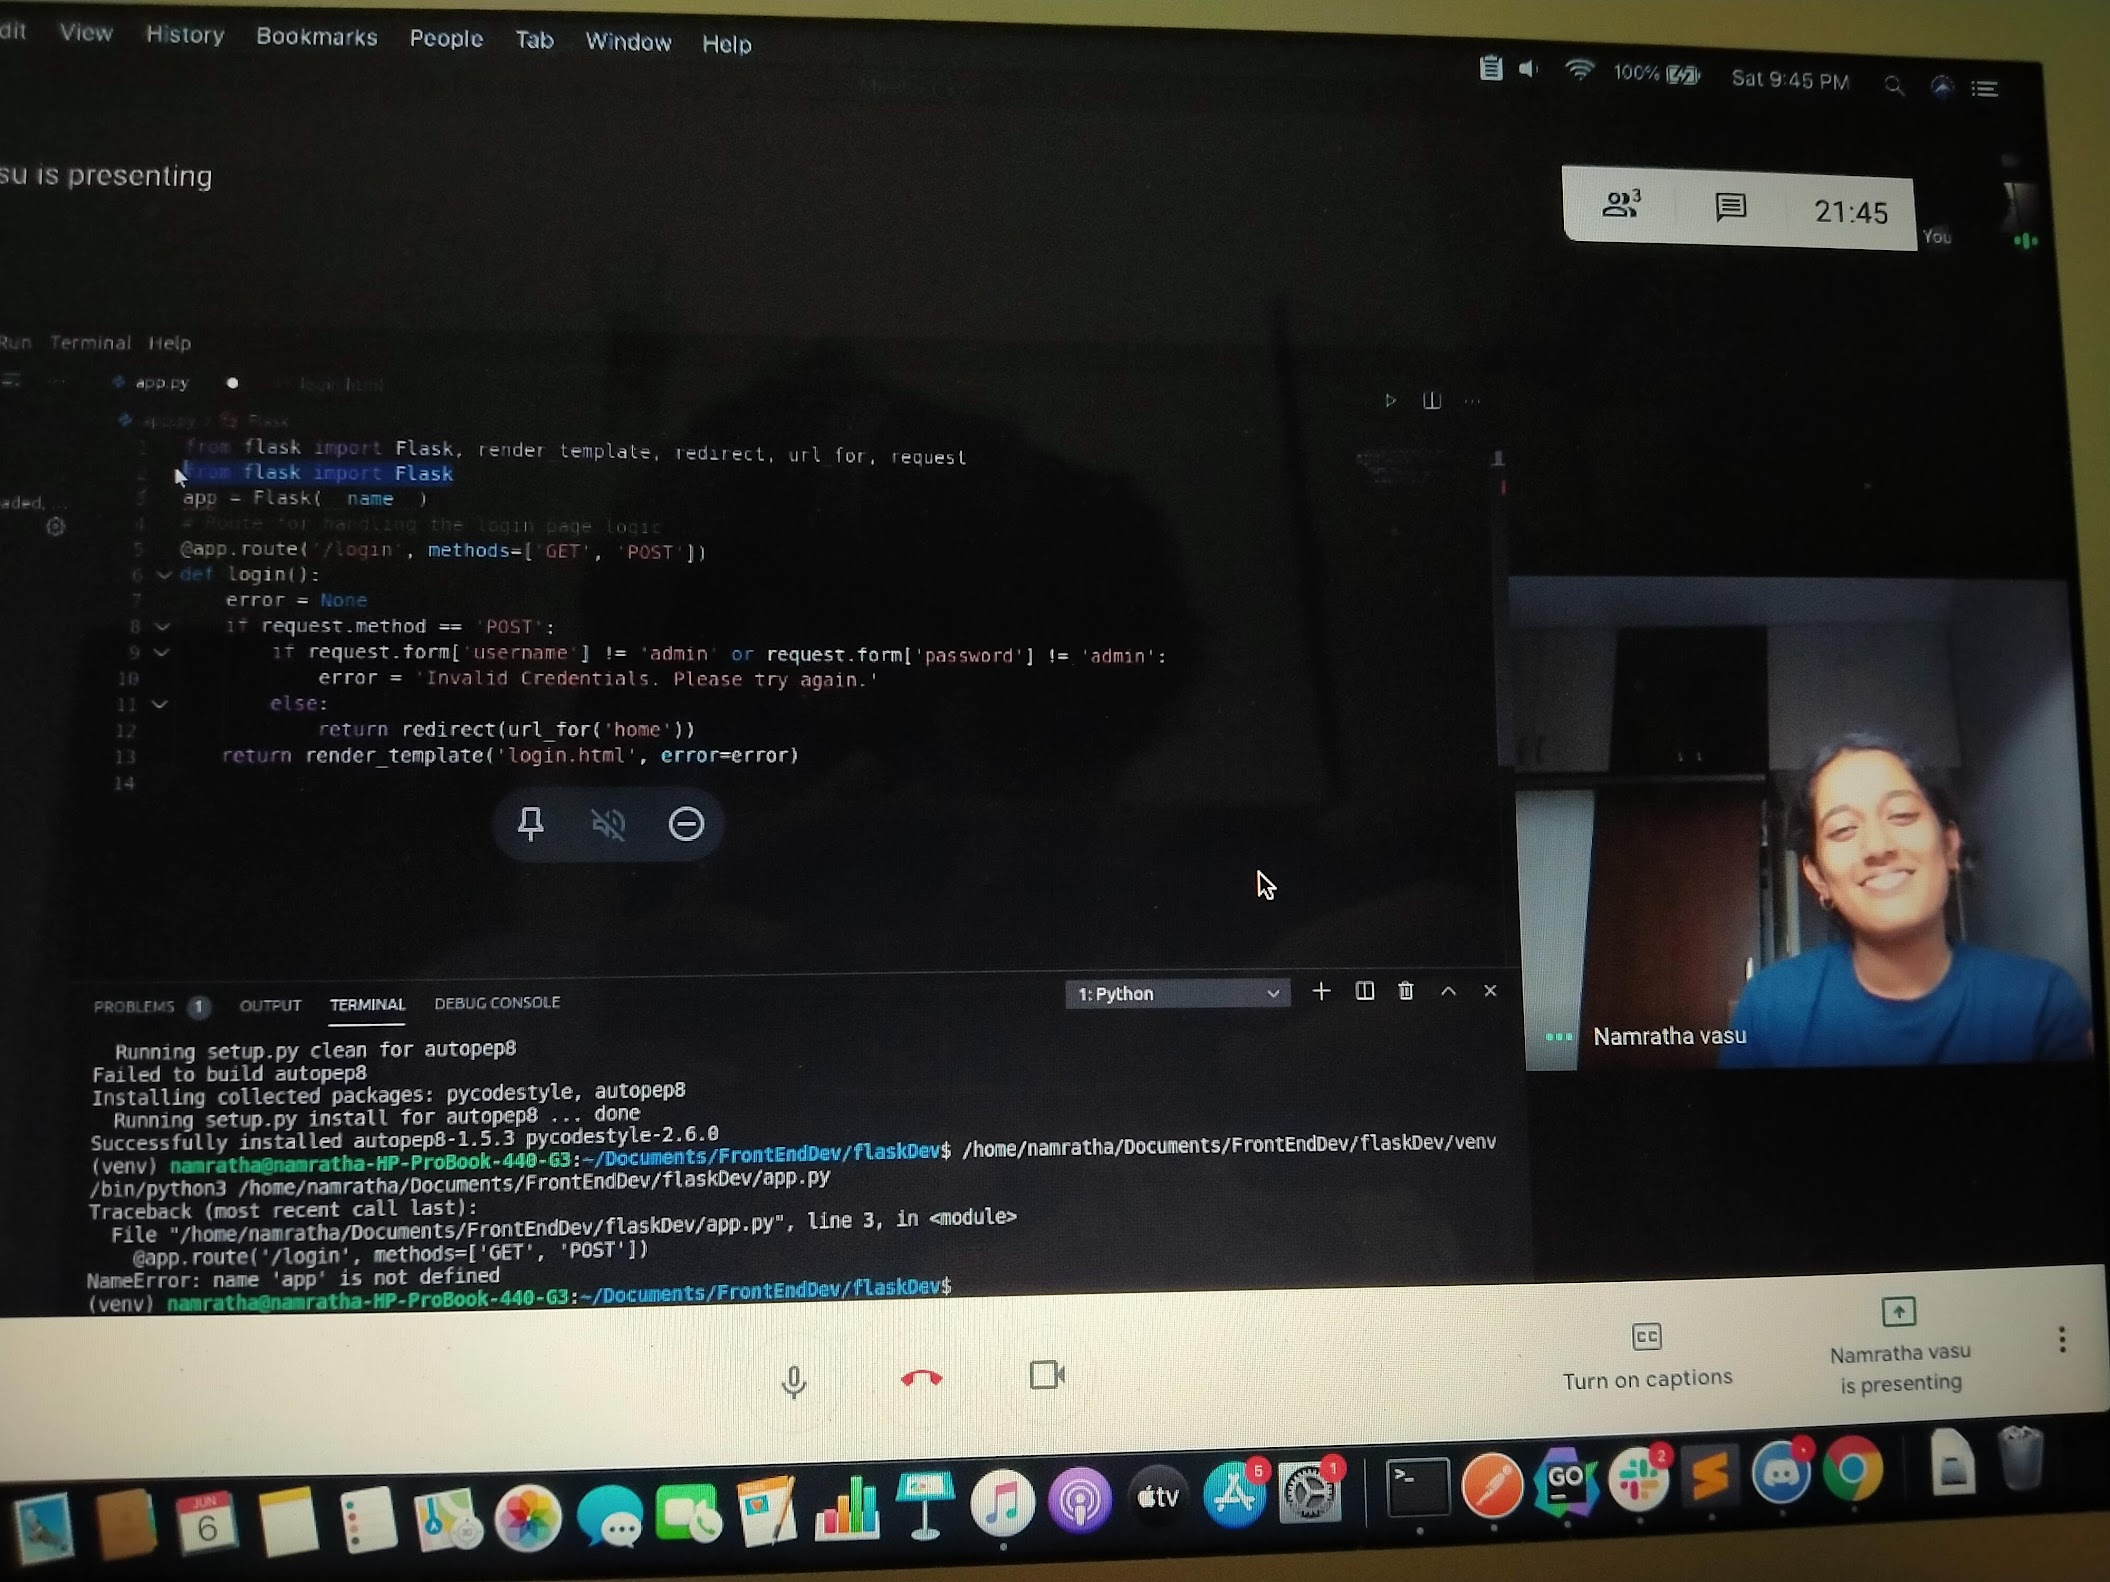 dit View History Bookmarks People Tab Window Help
100% Sat 9:45 PM
su is presenting
3 21:45
You
Run Terminal Help
app.py login.html
app.py Flask
1 from flask import Flask, render_template, redirect, url_for, request
2 from flask import Flask
3 app = Flask(__name__)
4 # Route for handling the login page logic
5 @app.route('/login', methods=['GET', 'POST'])
6 def login():
7 error = None
8 if request.method == 'POST':
9 if request.form['username'] != 'admin' or request.form['password'] != 'admin':
10 error = 'Invalid Credentials. Please try again.'
11 else:
12 return redirect(url_for('home'))
13 return render_template('login.html', error=error)
14
aded, ...
Namratha vasu
PROBLEMS 1 OUTPUT TERMINAL DEBUG CONSOLE 1: Python
Running setup.py clean for autopep8
Failed to build autopep8
Installing collected packages: pycodestyle, autopep8
Running setup.py install for autopep8 ... done
Successfully installed autopep8-1.5.3 pycodestyle-2.6.0
(venv) namratha@namratha-HP-ProBook-440-G3:~/Documents/FrontEndDev/flaskDev$ /home/namratha/Documents/FrontEndDev/flaskDev/venv
/bin/python3 /home/namratha/Documents/FrontEndDev/flaskDev/app.py
Traceback (most recent call last):
File "/home/namratha/Documents/FrontEndDev/flaskDev/app.py", line 3, in <module>
@app.route('/login', methods=['GET', 'POST'])
NameError: name 'app' is not defined
(venv) namratha@namratha-HP-ProBook-440-G3:~/Documents/FrontEndDev/flaskDev$
CC
Turn on captions
Namratha vasu
is presenting
JUN
6
tv
5
1
>_
GO
2